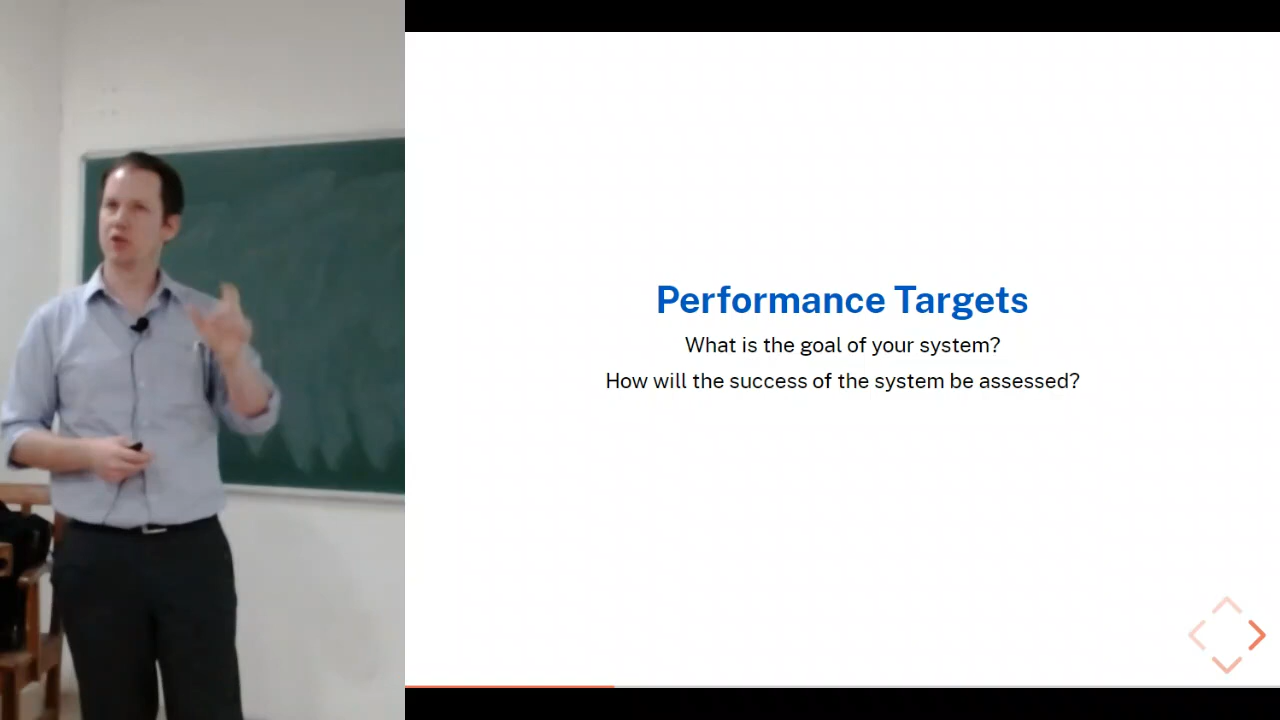 Performance Targets
What is the goal of your system?
How will the success of the system be assessed?